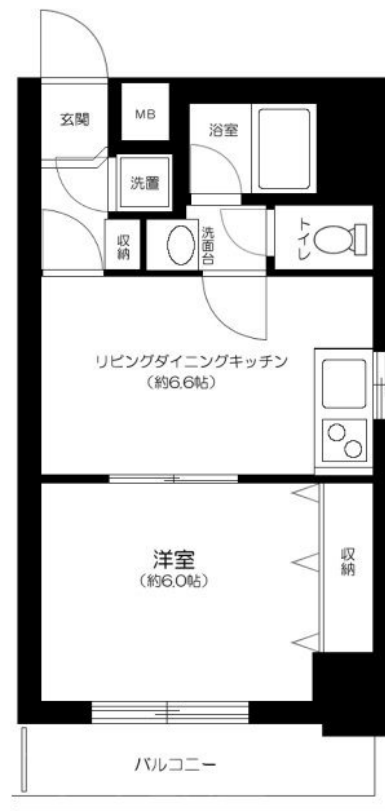 玄関
MB
浴室
洗置
収納
洗面台
トイレ
リビングダイニングキッチン
(約6.6帖)
洋室
(約6.0帖)
収納
バルコニー